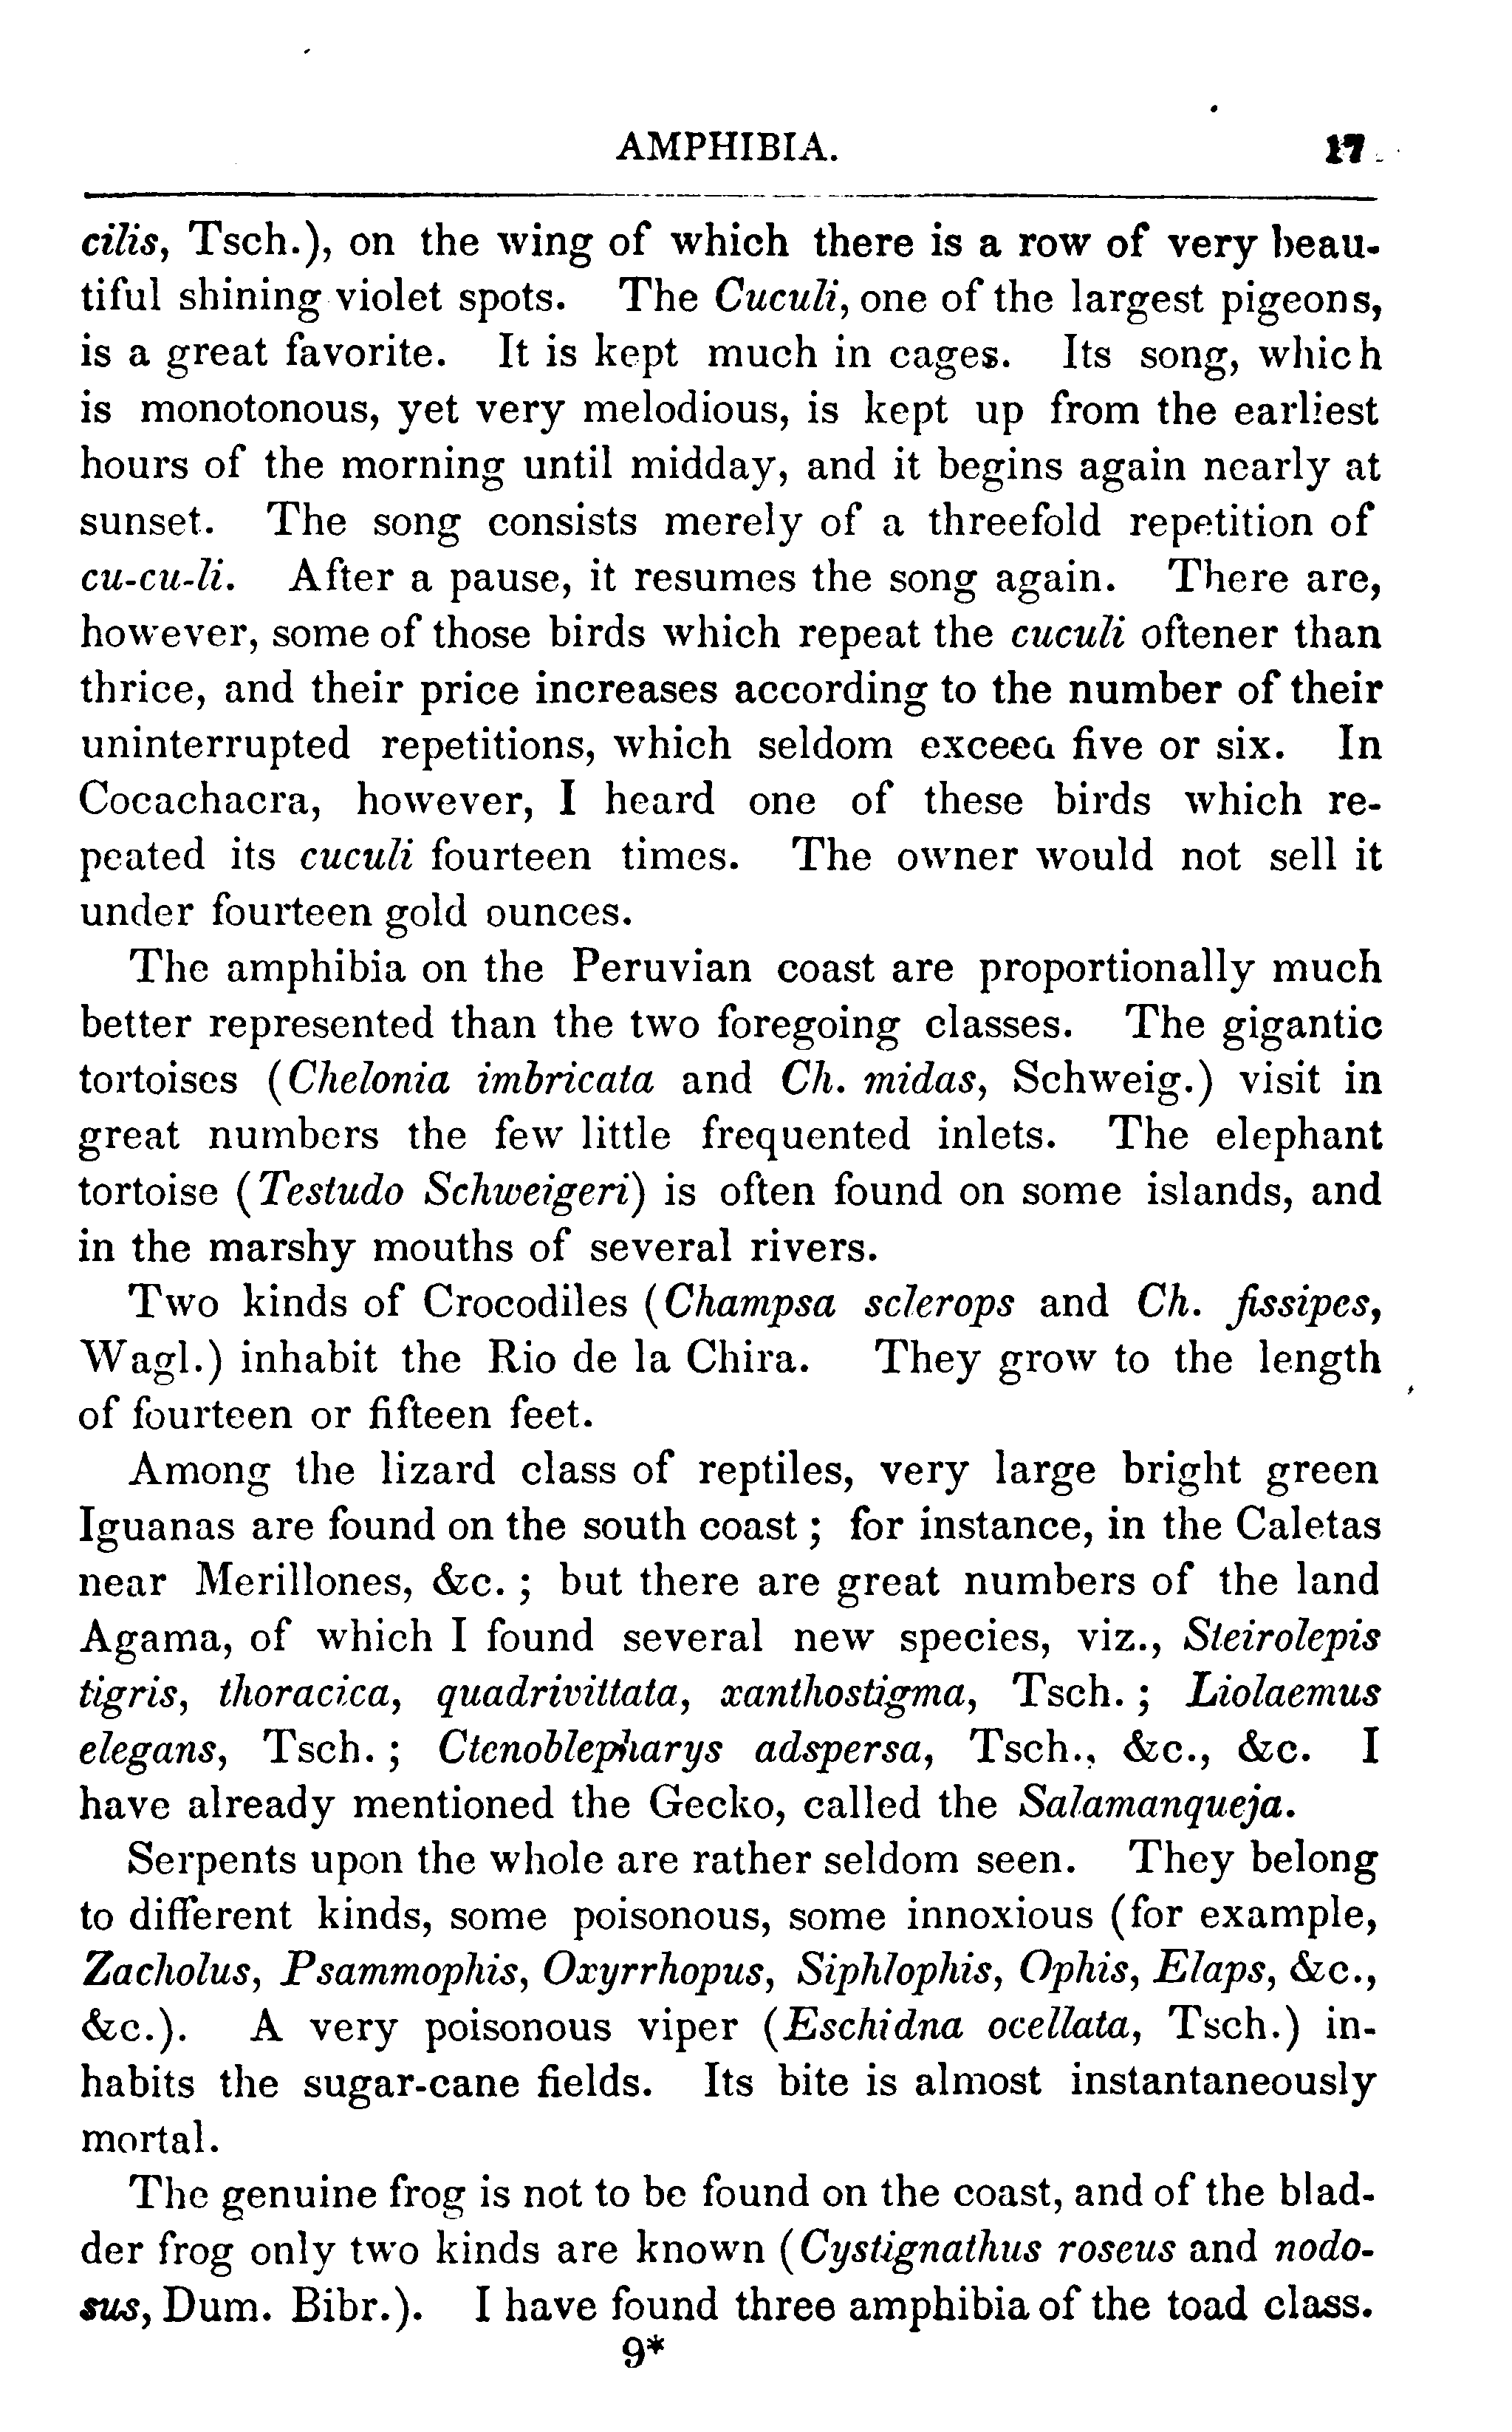 AMPHIBIA. 17
cilis, Tsch.), on the wing of which there is a row of very beau-
tiful shining violet spots. The Cuculi, one of the largest pigeons,
is a great favorite. It is kept much in cages. Its song, which
is monotonous, yet very melodious, is kept up from the earliest
hours of the morning until midday, and it begins again nearly at
sunset. The song consists merely of a threefold repetition of
cu-cu-li. After a pause, it resumes the song again. There are,
however, some of those birds which repeat the cuculi oftener than
thrice, and their price increases according to the number of their
uninterrupted repetitions, which seldom exceed five or six. In
Cocachacra, however, I heard one of these birds which re-
peated its cuculi fourteen times. The owner would not sell it
under fourteen gold ounces.
The amphibia on the Peruvian coast are proportionally much
better represented than the two foregoing classes. The gigantic
tortoises (Chelonia imbricata and Ch. midas, Schweig.) visit in
great numbers the few little frequented inlets. The elephant
tortoise (Testudo Schweigeri) is often found on some islands, and
in the marshy mouths of several rivers.
Two kinds of Crocodiles (Champsa sclerops and Ch. fissipes,
Wagl.) inhabit the Rio de la Chira. They grow to the length
of fourteen or fifteen feet.
Among the lizard class of reptiles, very large bright green
Iguanas are found on the south coast; for instance, in the Caletas
near Merillones, &c.; but there are great numbers of the land
Agama, of which I found several new species, viz., Steirolepis
tigris, thoracica, quadrivittata, xanthostigma, Tsch.; Liolaemus
elegans, Tsch.; Ctenoblepharys adspersa, Tsch., &c., &c. I
have already mentioned the Gecko, called the Salamanqueja.
Serpents upon the whole are rather seldom seen. They belong
to different kinds, some poisonous, some innoxious (for example,
Zacholus, Psammophis, Oxyrrhopus, Siphlophis, Ophis, Elaps, &c.,
&c.). A very poisonous viper (Eschidna ocellata, Tsch.) in-
habits the sugar-cane fields. Its bite is almost instantaneously
mortal.
The genuine frog is not to be found on the coast, and of the blad-
der frog only two kinds are known (Cystignathus roseus and nodo-
sus, Dum. Bibr.). I have found three amphibia of the toad class.
9*